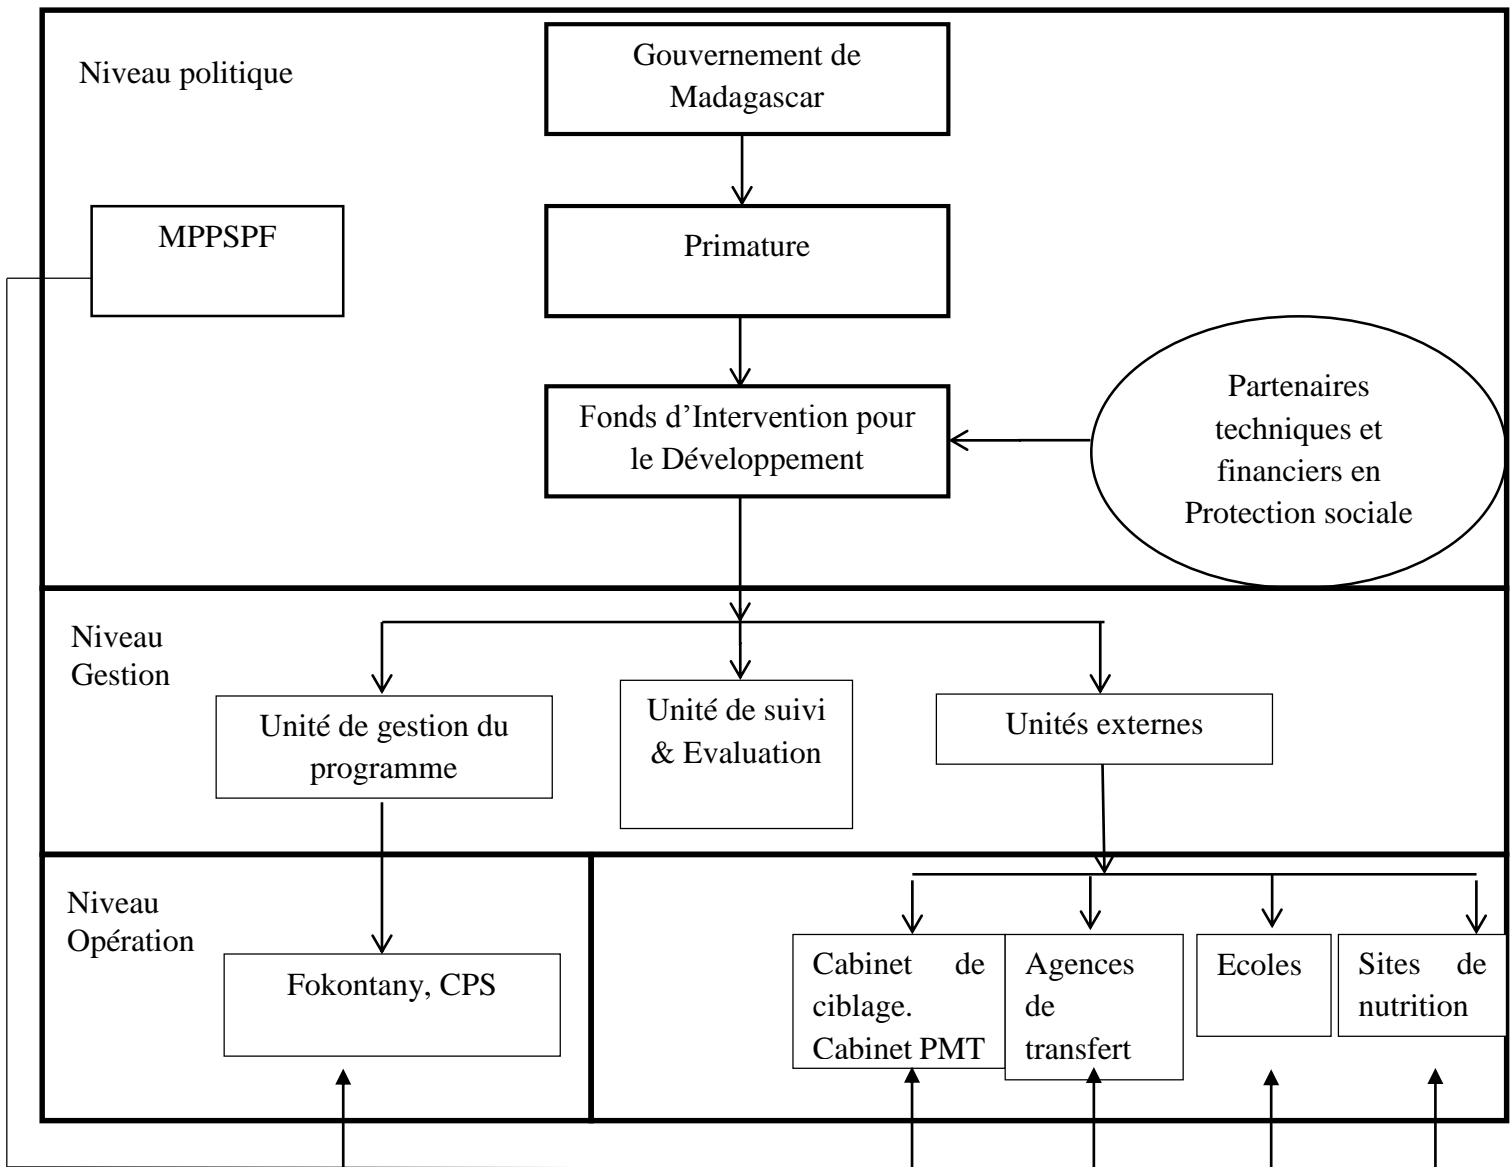 Niveau politique
Gouvernement de
Madagascar
MPPSPF
Primature
Fonds d’Intervention pour
le Développement
Partenaires
techniques et
financiers en
Protection sociale
Niveau
Gestion
Unité de gestion du
programme
Unité de suivi
& Evaluation
Unités externes
Niveau
Opération
Fokontany, CPS
Cabinet de
ciblage.
Cabinet PMT
Agences
de
transfert
Ecoles
Sites de
nutrition